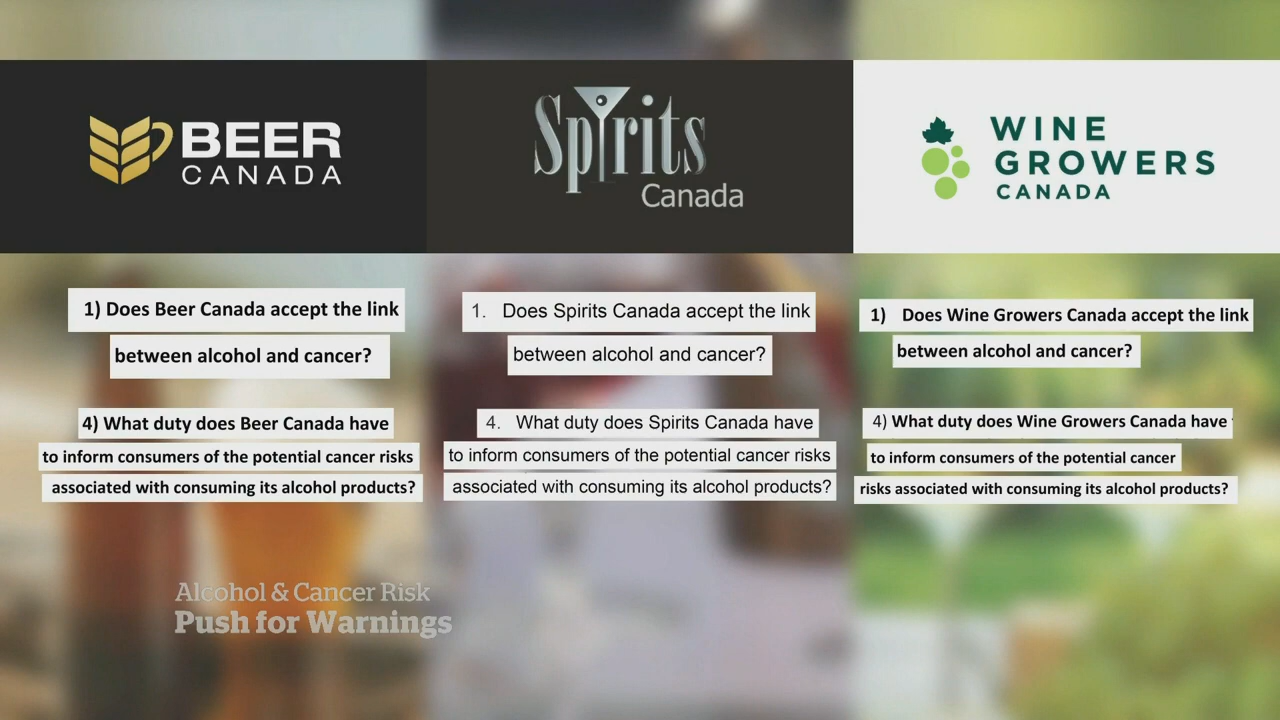 BEER
CANADA
1) Does Beer Canada accept the link
between alcohol and cancer?
4) What duty does Beer Canada have
to inform consumers of the potential cancer risks
associated with consuming its alcohol products?
Spirits
Canada
1. Does Spirits Canada accept the link
between alcohol and cancer?
4. What duty does Spirits Canada have
to inform consumers of the potential cancer risks
associated with consuming its alcohol products?
WINE
GROWERS
CANADA
1) Does Wine Growers Canada accept the link
between alcohol and cancer?
4) What duty does Wine Growers Canada have
to inform consumers of the potential cancer
risks associated with consuming its alcohol products?
Alcohol & Cancer Risk
Push for Warnings